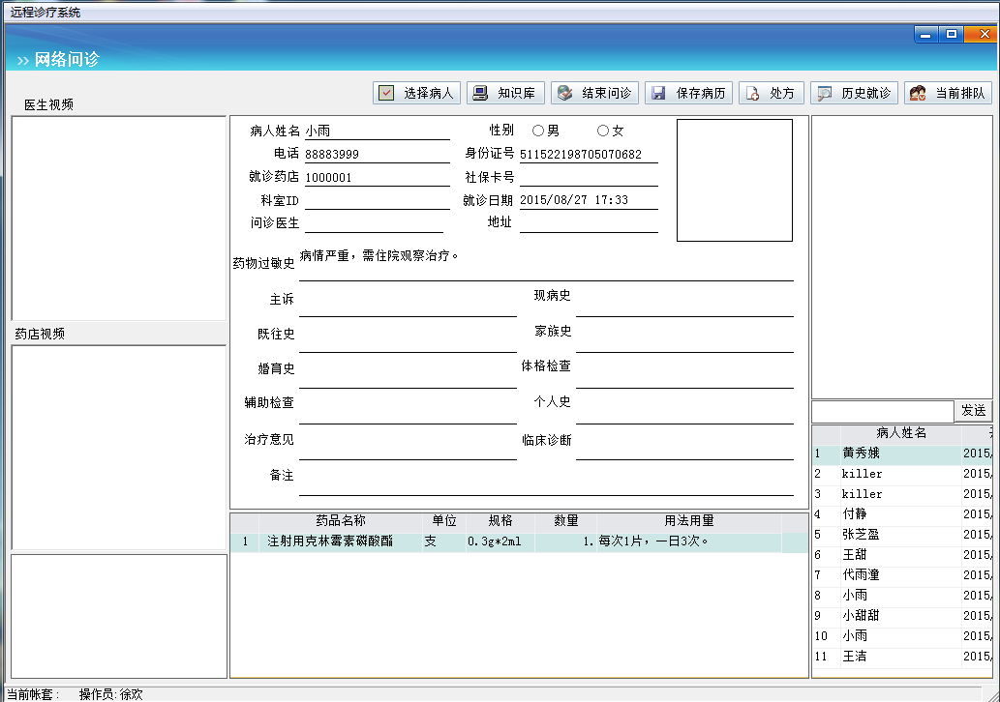 远程诊疗系统
›› 网络问诊
选择病人 知识库 结束问诊 保存病历 处方 历史就诊 当前排队
医生视频
病人姓名 小雨 性别 男 女
电话 88883999 身份证号 511522198705070682
就诊药店 1000001 社保卡号
科室ID 就诊日期 2015/08/27 17:33
问诊医生 地址
药物过敏史 病情严重，需住院观察治疗。
主诉 现病史
药店视频
既往史 家族史
婚育史 体格检查
辅助检查 个人史
发送
治疗意见 临床诊断
备注
病人姓名
1 黄秀娥 2015/
2 killer 2015/
3 killer 2015/
4 付静 2015/
5 张芝盈 2015/
6 王甜 2015/
7 代雨潼 2015/
8 小雨 2015/
9 小甜甜 2015/
10 小雨 2015/
11 王洁 2015/
药品名称 单位 规格 数量 用法用量
1 注射用克林霉素磷酸酯 支 0.3g*2ml 1. 每次1片，一日3次。
当前帐套： 操作员:徐欢